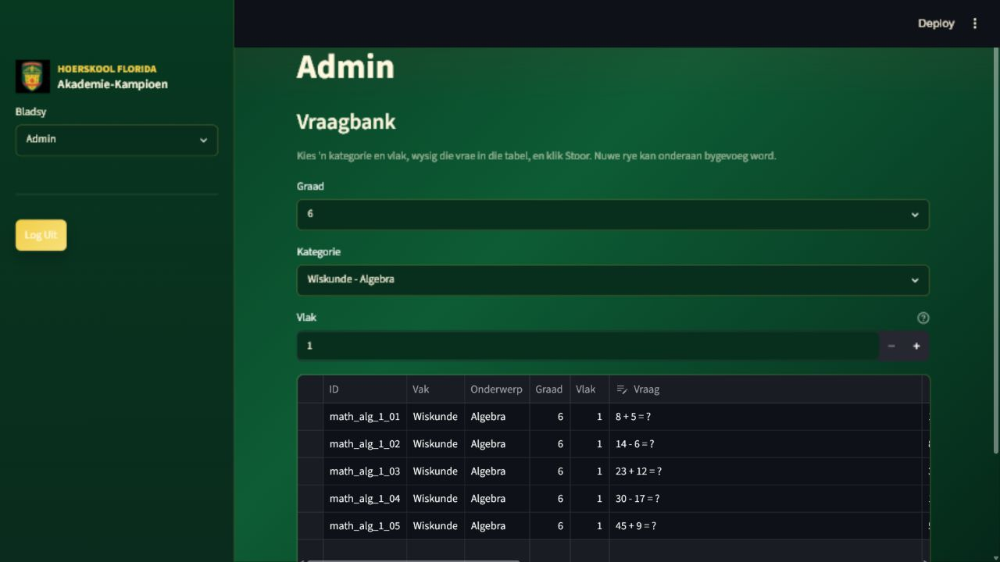 Deploy
HOERSKOOL FLORIDA
Akademie-Kampioen
Bladsy
Admin
Log Uit
Admin
Vraagbank
Kies 'n kategorie en vlak, wysig die vrae in die tabel, en klik Stoor. Nuwe rye kan onderaan bygevoeg word.
Graad
6
Kategorie
Wiskunde - Algebra
Vlak
1
ID Vak Onderwerp Graad Vlak Vraag
math_alg_1_01 Wiskunde Algebra 6 1 8 + 5 = ?
math_alg_1_02 Wiskunde Algebra 6 1 14 - 6 = ?
math_alg_1_03 Wiskunde Algebra 6 1 23 + 12 = ?
math_alg_1_04 Wiskunde Algebra 6 1 30 - 17 = ?
math_alg_1_05 Wiskunde Algebra 6 1 45 + 9 = ?